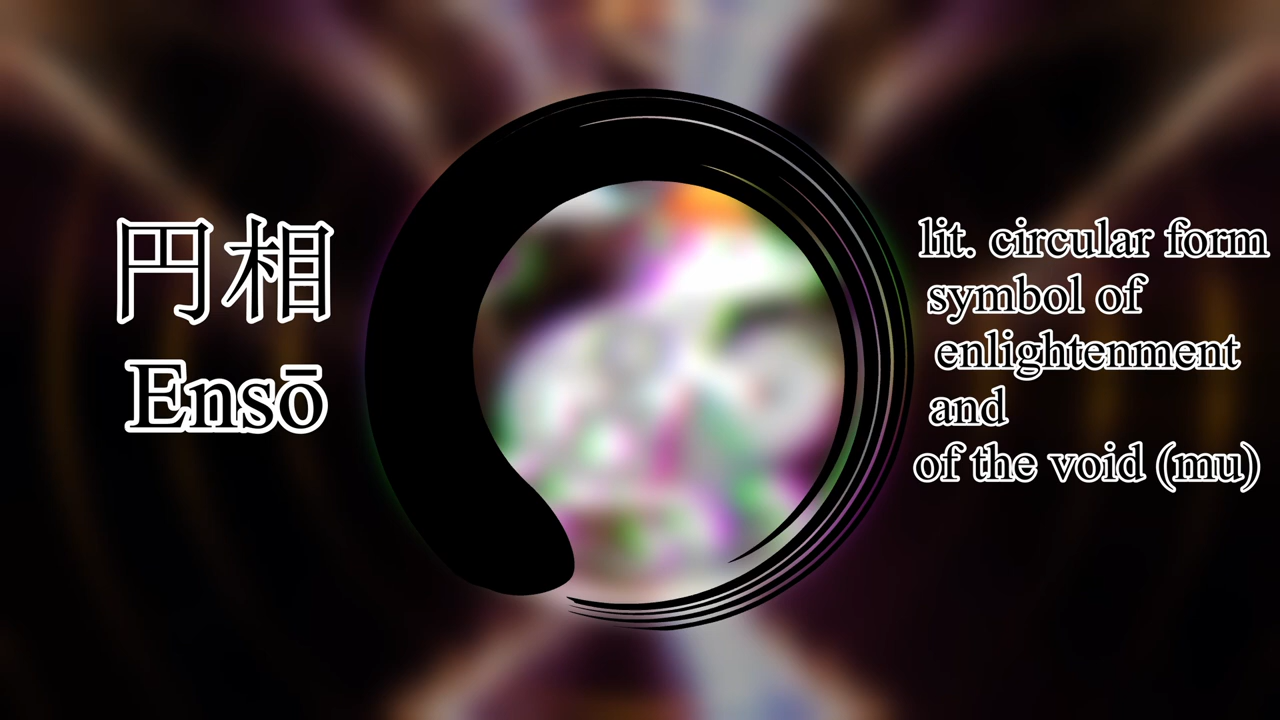 円相
Ensō
lit. circular form
symbol of
enlightenment
and
of the void (mu)